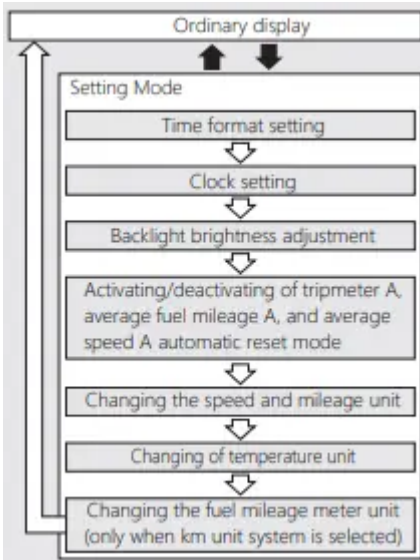 Ordinary display
Setting Mode
Time format setting
Clock setting
Backlight brightness adjustment
Activating/deactivating of tripmeter A,
average fuel mileage A, and average
speed A automatic reset mode
Changing the speed and mileage unit
Changing of temperature unit
Changing the fuel mileage meter unit
(only when km unit system is selected)